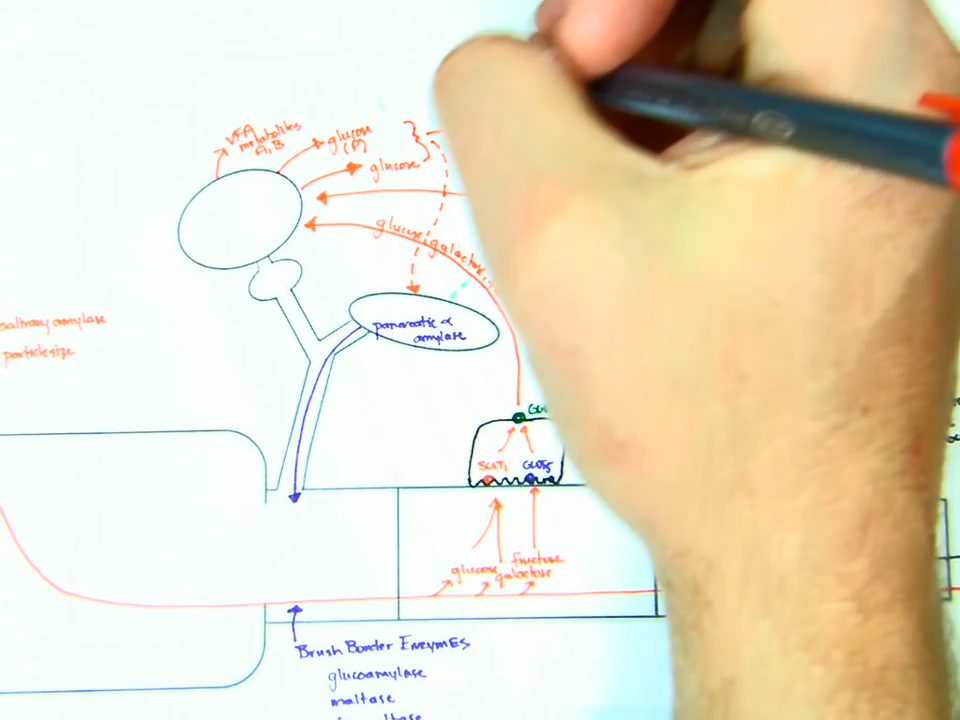 VFA
metabolites
A, B
glucose
(P)
glucose
glucose, galactose,
pancreatic α
amylase
salivary amylase
particle size
SGLT1
GLUT5
glucose
fructose
galactose
Brush Border Enzymes
glucoamylase
maltase